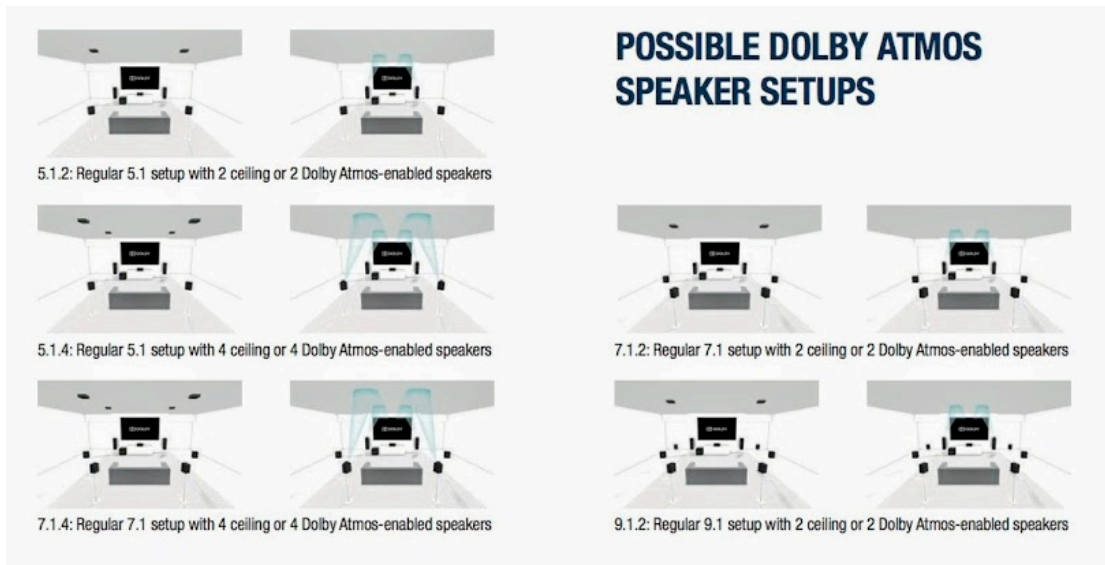 POSSIBLE DOLBY ATMOS
SPEAKER SETUPS
5.1.2: Regular 5.1 setup with 2 ceiling or 2 Dolby Atmos-enabled speakers
5.1.4: Regular 5.1 setup with 4 ceiling or 4 Dolby Atmos-enabled speakers
7.1.2: Regular 7.1 setup with 2 ceiling or 2 Dolby Atmos-enabled speakers
7.1.4: Regular 7.1 setup with 4 ceiling or 4 Dolby Atmos-enabled speakers
9.1.2: Regular 9.1 setup with 2 ceiling or 2 Dolby Atmos-enabled speakers